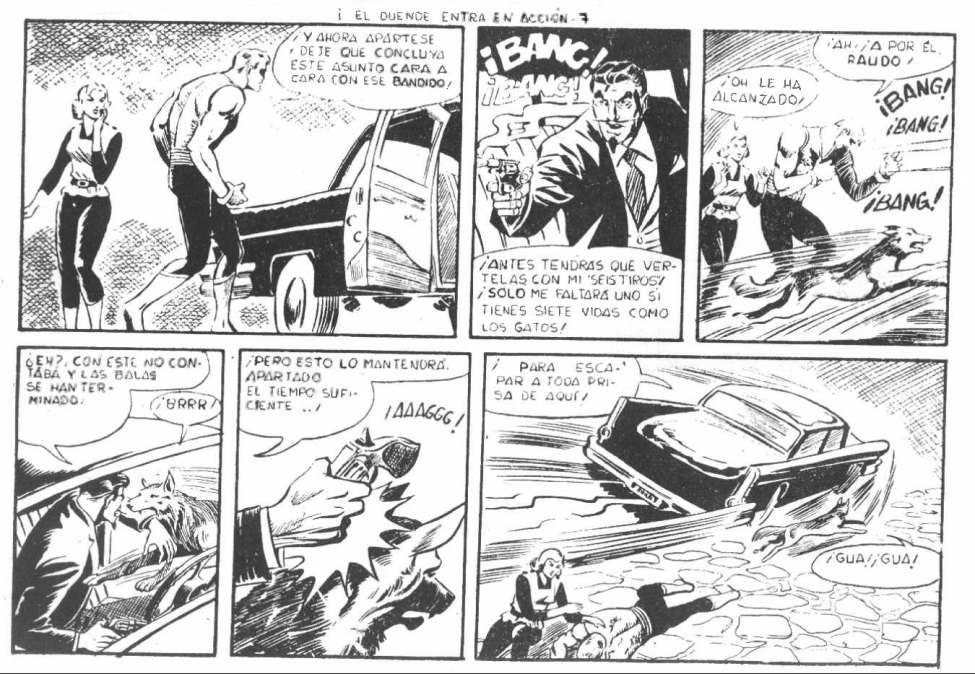 ¡ EL DUENDE ENTRA EN ACCIÓN-7
¡Y AHORA APARTESE
Y DEJE QUE CONCLUYA
ESTE ASUNTO CARA A
CARA CON ESE BANDIDO!
¡BANG!
¡BANG!
¡ANTES TENDRAS QUE VER-
TELAS CON MI 'SEISTIROS'!
¡SOLO ME FALTARA UNO SI
TIENES SIETE VIDAS COMO
LOS GATOS!
¡AH, ¡A POR ÉL,
RAUDO!
¡OH LE HA
ALCANZADO!
¡BANG!
¡BANG!
¡BANG!
¿EH?, CON ESTE NO CON-
TABA Y LAS BALAS
SE HAN TER-
MINADO.
¡BRRR!
¡PERO ESTO LO MANTENDRÁ
APARTADO
EL TIEMPO SUFI-
CIENTE ..!
¡AAAGGG!
¡ PARA ESCA-
PAR A TODA PRI-
SA DE AQUÍ!
¡GUA! ¡GUA!